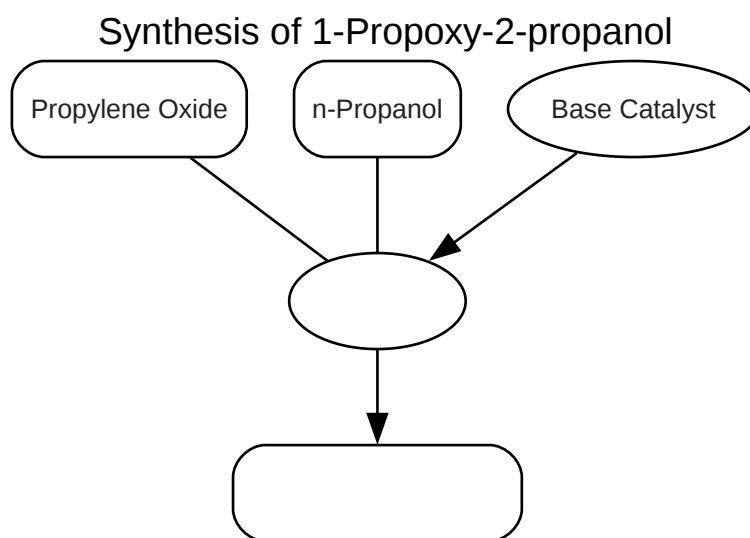 Synthesis of 1-Propoxy-2-propanol
Propylene Oxide
n-Propanol
Base Catalyst